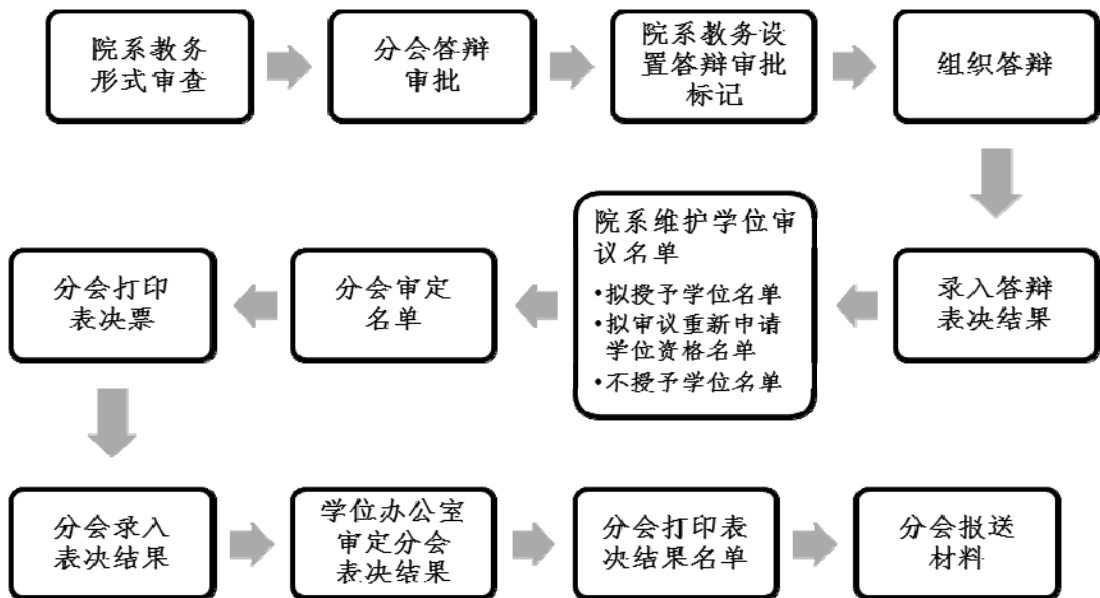 院系教务
形式审查
分会答辩
审批
院系教务设
置答辩审批
标记
组织答辩
录入答辩
表决结果
院系维护学位审
议名单
•拟授予学位名单
•拟审议重新申请
学位资格名单
•不授予学位名单
分会审定
名单
分会打印
表决票
分会录入
表决结果
学位办公室
审定分会
表决结果
分会打印表
决结果名单
分会报送
材料